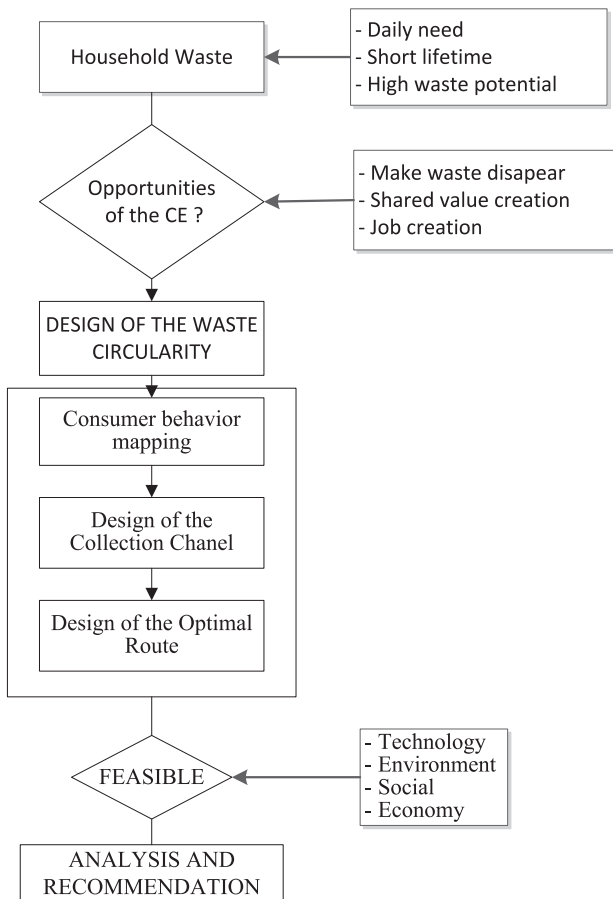 Household Waste
- Daily need
- Short lifetime
- High waste potential
Opportunities
of the CE ?
- Make waste disapear
- Shared value creation
- Job creation
DESIGN OF THE WASTE
CIRCULARITY
Consumer behavior
mapping
Design of the
Collection Chanel
Design of the Optimal
Route
FEASIBLE
- Technology
- Environment
- Social
- Economy
ANALYSIS AND
RECOMMENDATION